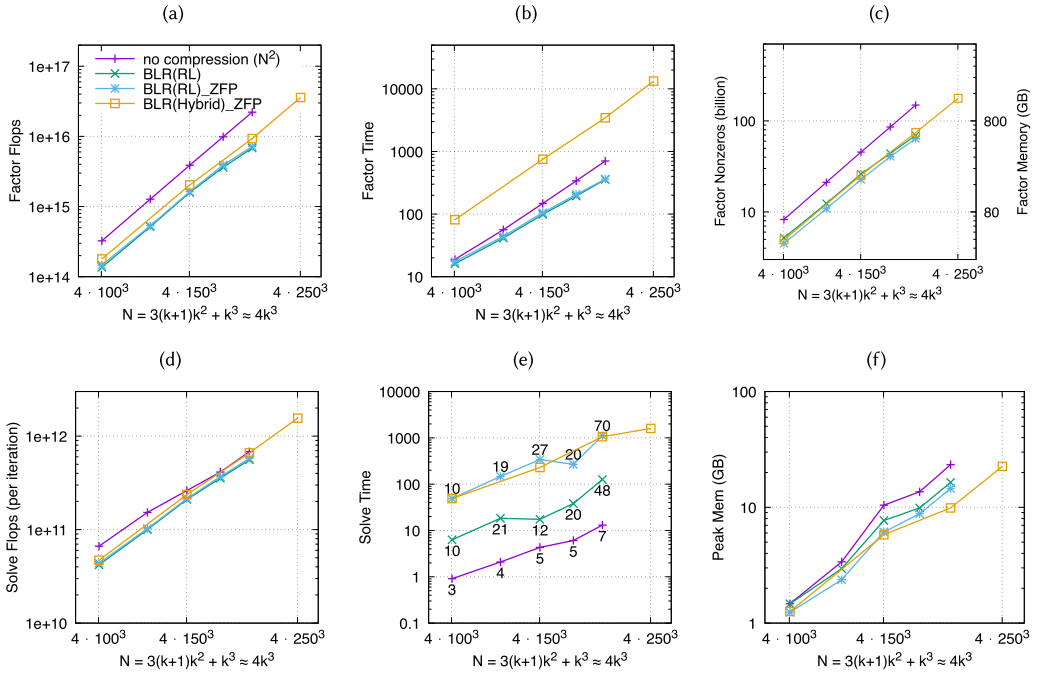 (a)
Factor Flops
1e+17
1e+16
1e+15
1e+14
no compression (N²)
BLR(RL)
BLR(RL)_ZFP
BLR(Hybrid)_ZFP
4 · 100³
4 · 150³
4 · 250³
N = 3(k+1)k² + k³ ≈ 4k³
(b)
Factor Time
10000
1000
100
10
4 · 100³
4 · 150³
4 · 250³
N = 3(k+1)k² + k³ ≈ 4k³
(c)
Factor Nonzeros (billion)
100
10
800
80
Factor Memory (GB)
4 · 100³
4 · 150³
4 · 250³
N = 3(k+1)k² + k³ ≈ 4k³
(d)
Solve Flops (per iteration)
1e+12
1e+11
1e+10
4 · 100³
4 · 150³
4 · 250³
N = 3(k+1)k² + k³ ≈ 4k³
(e)
Solve Time
10000
1000
100
10
1
0.1
10
19
27
20
70
10
21
12
20
48
3
4
5
5
7
4 · 100³
4 · 150³
4 · 250³
N = 3(k+1)k² + k³ ≈ 4k³
(f)
Peak Mem (GB)
100
10
1
4 · 100³
4 · 150³
4 · 250³
N = 3(k+1)k² + k³ ≈ 4k³